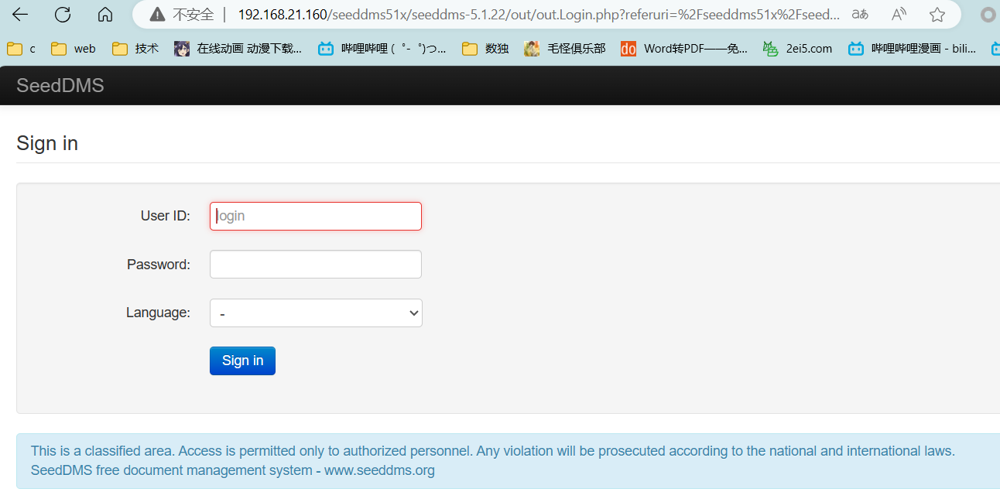 不安全 | 192.168.21.160/seeddms51x/seeddms-5.1.22/out/out.Login.php?referuri=%2Fseeddms51x%2Fseed... aあ A
c web 技术 在线动画 动漫下载... 哔哩哔哩 (゜-゜)つ... 数独 毛怪俱乐部 do Word转PDF——免... 2ei5.com 哔哩哔哩漫画 - bili...
SeedDMS
Sign in
User ID: login
Password:
Language: -
Sign in
This is a classified area. Access is permitted only to authorized personnel. Any violation will be prosecuted according to the national and international laws.
SeedDMS free document management system - www.seeddms.org